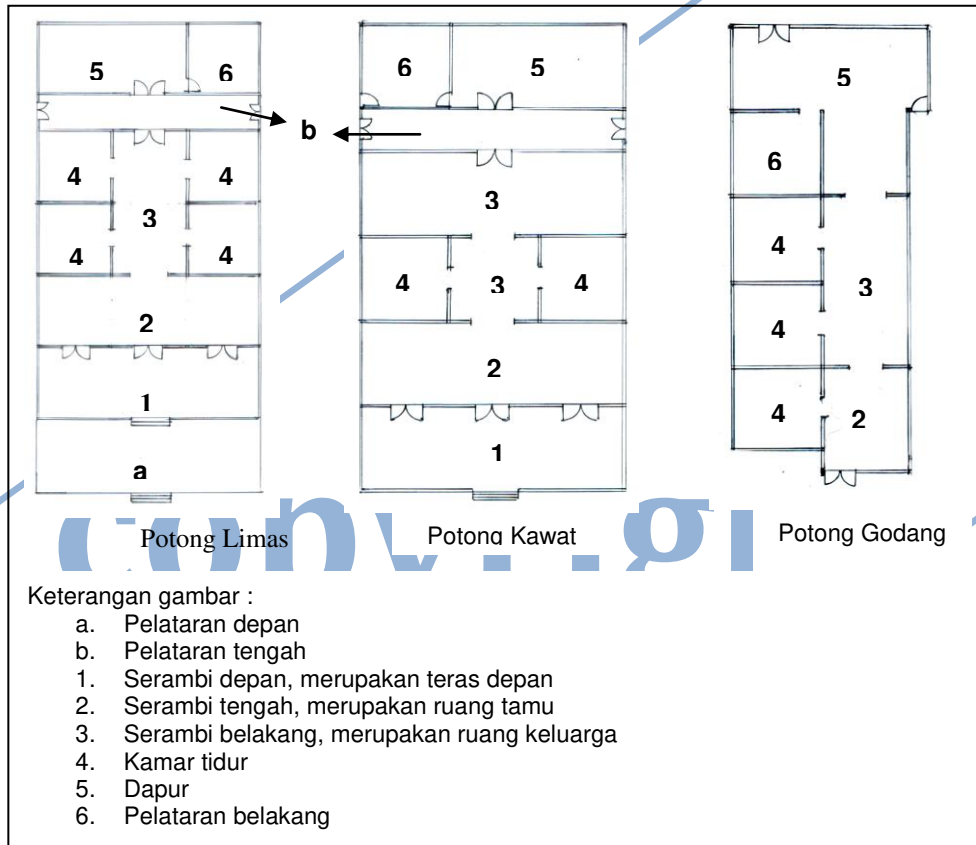 5 6 6 5 5
b
4 4 3 6
3
4 4 4 3 4 4
3
2 2 4
1 1 4 2
a
Potong Limas Potong Kawat Potong Godang
Keterangan gambar :
a. Pelataran depan
b. Pelataran tengah
1. Serambi depan, merupakan teras depan
2. Serambi tengah, merupakan ruang tamu
3. Serambi belakang, merupakan ruang keluarga
4. Kamar tidur
5. Dapur
6. Pelataran belakang